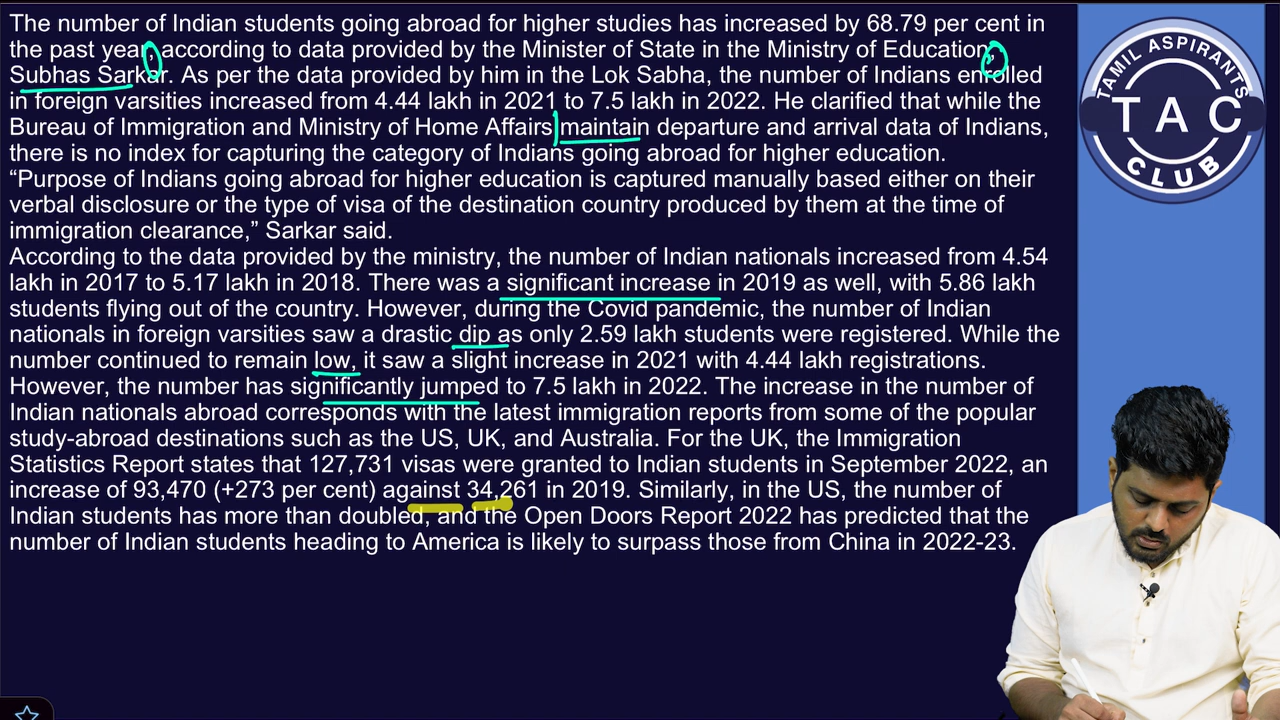 The number of Indian students going abroad for higher studies has increased by 68.79 per cent in
the past year, according to data provided by the Minister of State in the Ministry of Education,
Subhas Sarkar. As per the data provided by him in the Lok Sabha, the number of Indians enrolled
in foreign varsities increased from 4.44 lakh in 2021 to 7.5 lakh in 2022. He clarified that while the
Bureau of Immigration and Ministry of Home Affairs maintain departure and arrival data of Indians,
there is no index for capturing the category of Indians going abroad for higher education.
“Purpose of Indians going abroad for higher education is captured manually based either on their
verbal disclosure or the type of visa of the destination country produced by them at the time of
immigration clearance,” Sarkar said.
According to the data provided by the ministry, the number of Indian nationals increased from 4.54
lakh in 2017 to 5.17 lakh in 2018. There was a significant increase in 2019 as well, with 5.86 lakh
students flying out of the country. However, during the Covid pandemic, the number of Indian
nationals in foreign varsities saw a drastic dip as only 2.59 lakh students were registered. While the
number continued to remain low, it saw a slight increase in 2021 with 4.44 lakh registrations.
However, the number has significantly jumped to 7.5 lakh in 2022. The increase in the number of
Indian nationals abroad corresponds with the latest immigration reports from some of the popular
study-abroad destinations such as the US, UK, and Australia. For the UK, the Immigration
Statistics Report states that 127,731 visas were granted to Indian students in September 2022, an
increase of 93,470 (+273 per cent) against 34,261 in 2019. Similarly, in the US, the number of
Indian students has more than doubled, and the Open Doors Report 2022 has predicted that the
number of Indian students heading to America is likely to surpass those from China in 2022-23.
TAMIL ASPIRANTS
TAC
CLUB